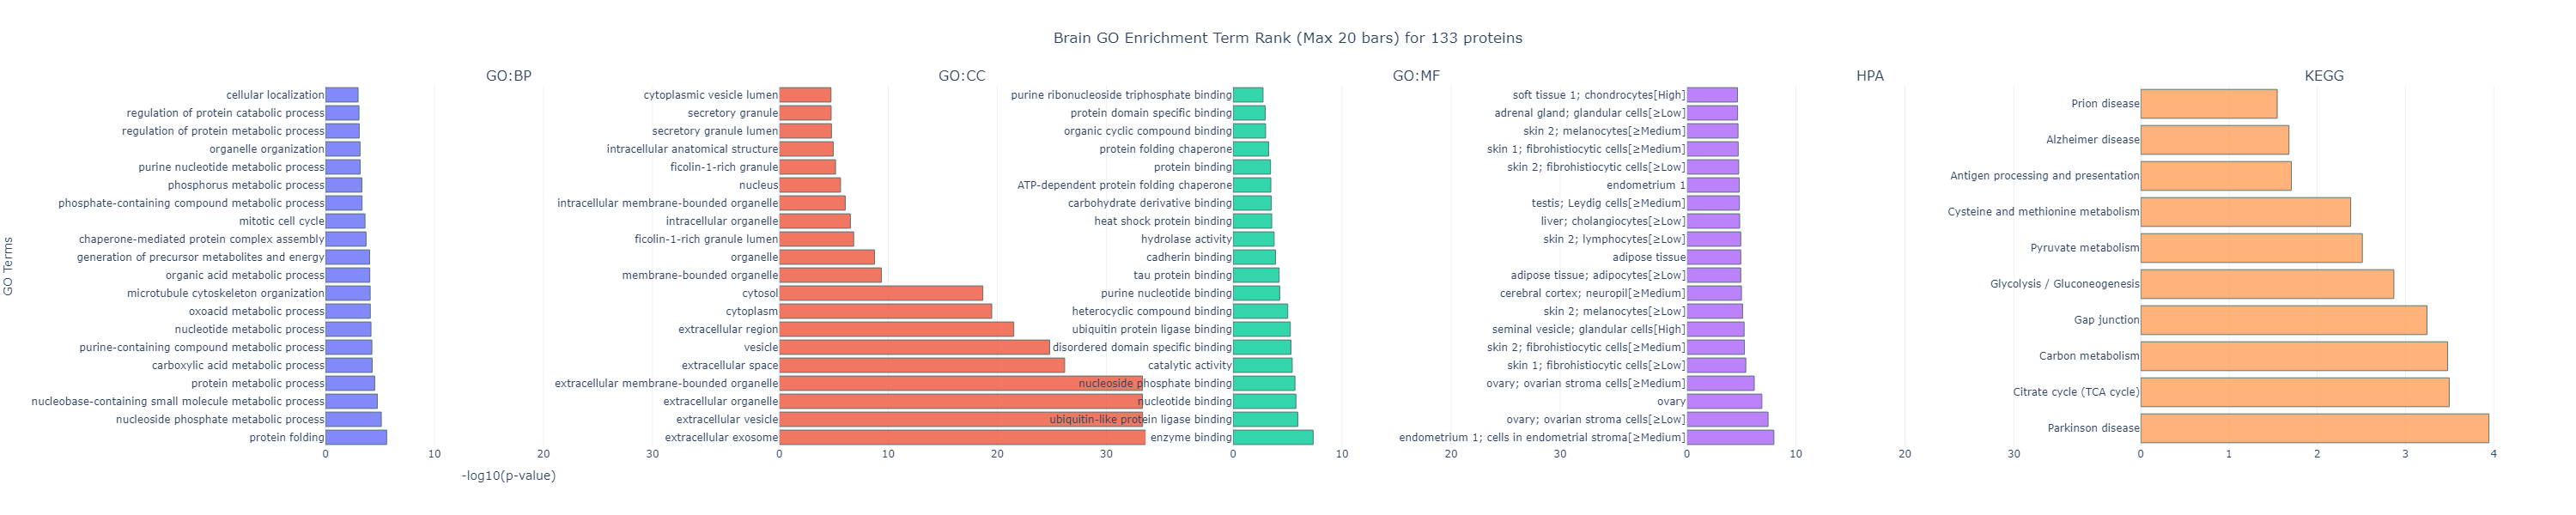 Brain GO Enrichment Term Rank (Max 20 bars) for 133 proteins
GO Terms
GO:BP
cellular localization
regulation of protein catabolic process
regulation of protein metabolic process
organelle organization
purine nucleotide metabolic process
phosphorus metabolic process
phosphate-containing compound metabolic process
mitotic cell cycle
chaperone-mediated protein complex assembly
generation of precursor metabolites and energy
organic acid metabolic process
microtubule cytoskeleton organization
oxoacid metabolic process
nucleotide metabolic process
purine-containing compound metabolic process
carboxylic acid metabolic process
protein metabolic process
nucleobase-containing small molecule metabolic process
nucleoside phosphate metabolic process
protein folding
0 10 20 30
-log10(p-value)
GO:CC
cytoplasmic vesicle lumen
secretory granule
secretory granule lumen
intracellular anatomical structure
ficolin-1-rich granule
nucleus
intracellular membrane-bounded organelle
intracellular organelle
ficolin-1-rich granule lumen
organelle
membrane-bounded organelle
cytosol
cytoplasm
extracellular region
vesicle
extracellular space
extracellular membrane-bounded organelle
extracellular organelle
extracellular vesicle
extracellular exosome
0 10 20 30
GO:MF
purine ribonucleoside triphosphate binding
protein domain specific binding
organic cyclic compound binding
protein folding chaperone
protein binding
ATP-dependent protein folding chaperone
carbohydrate derivative binding
heat shock protein binding
hydrolase activity
cadherin binding
tau protein binding
purine nucleotide binding
heterocyclic compound binding
ubiquitin protein ligase binding
disordered domain specific binding
catalytic activity
nucleoside phosphate binding
nucleotide binding
ubiquitin-like protein ligase binding
enzyme binding
0 10 20 30
HPA
soft tissue 1; chondrocytes[High]
adrenal gland; glandular cells[≥Low]
skin 2; melanocytes[≥Medium]
skin 1; fibrohistiocytic cells[≥Medium]
skin 2; fibrohistiocytic cells[≥Low]
endometrium 1
testis; Leydig cells[≥Medium]
liver; cholangiocytes[≥Low]
skin 2; lymphocytes[≥Low]
adipose tissue
adipose tissue; adipocytes[≥Low]
cerebral cortex; neuropil[≥Medium]
skin 2; melanocytes[≥Low]
seminal vesicle; glandular cells[High]
skin 2; fibrohistiocytic cells[≥Medium]
skin 1; fibrohistiocytic cells[≥Low]
ovary; ovarian stroma cells[≥Medium]
ovary
ovary; ovarian stroma cells[≥Low]
endometrium 1; cells in endometrial stroma[≥Medium]
0 10 20 30
KEGG
Prion disease
Alzheimer disease
Antigen processing and presentation
Cysteine and methionine metabolism
Pyruvate metabolism
Glycolysis / Gluconeogenesis
Gap junction
Carbon metabolism
Citrate cycle (TCA cycle)
Parkinson disease
0 1 2 3 4